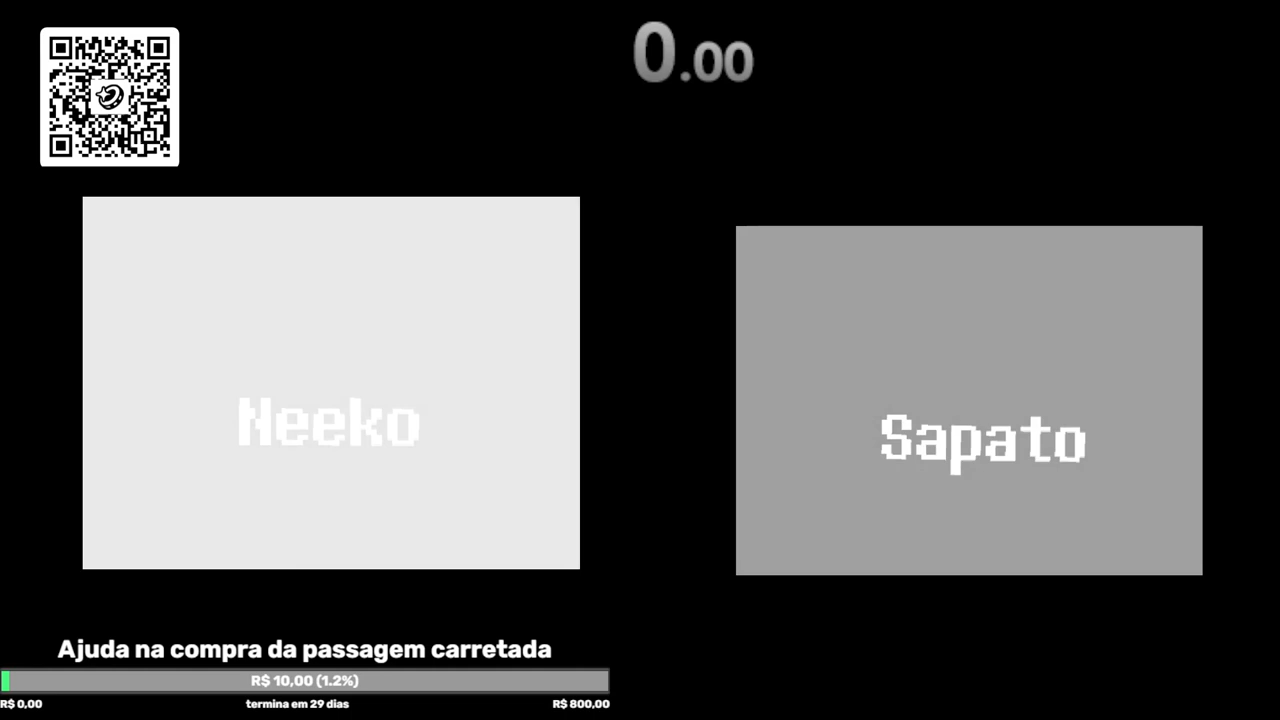 0.00
Neeko
Sapato
Ajuda na compra da passagem carretada
R$ 10,00 (1.2%)
R$ 0,00 termina em 29 dias R$ 800,00